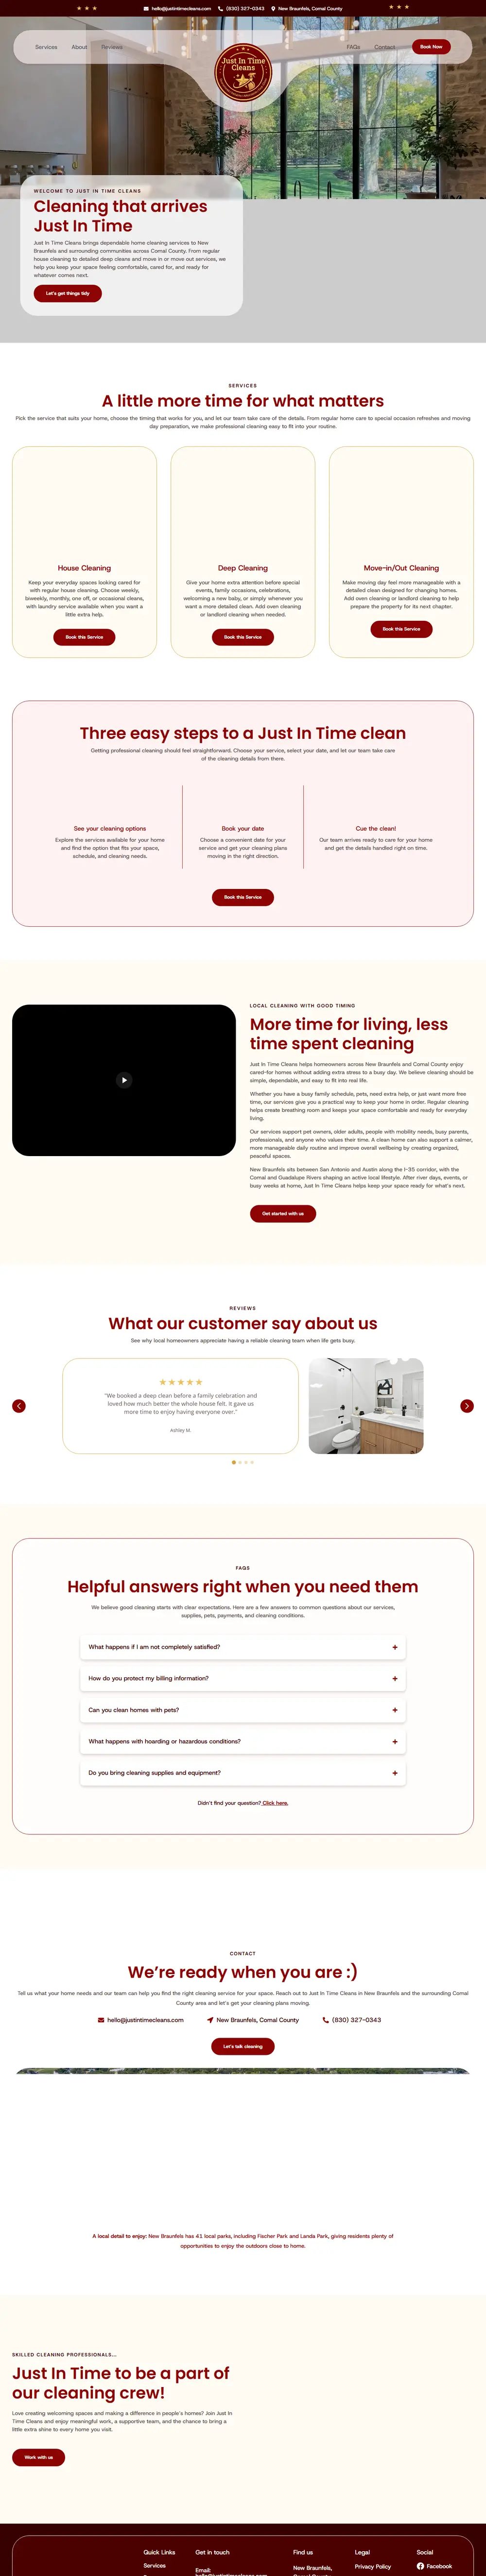 hello@justintimecleans.com (830) 327-0343 New Braunfels, Comal County
Services About Reviews
FAQs Contact Book Now
Just In Time
Cleans
WELCOME TO JUST IN TIME CLEANS
Cleaning that arrives
Just In Time
Just In Time Cleans brings dependable home cleaning services to New
Braunfels and surrounding communities across Comal County. From regular
house cleaning to detailed deep cleans and move in or move out services, we
help you keep your space feeling comfortable, cared for, and ready for
whatever comes next.
Let's get things tidy
SERVICES
A little more time for what matters
Pick the service that suits your home, choose the timing that works for you, and let our team take care of the details. From regular home care to special occasion refreshes and moving
day preparation, we make professional cleaning easy to fit into your routine.
House Cleaning
Keep your everyday spaces looking cared for
with regular house cleaning. Choose weekly,
biweekly, monthly, one off, or occasional cleans,
with laundry service available when you want a
little extra help.
Book this Service
Deep Cleaning
Give your home extra attention before special
events, family occasions, celebrations,
welcoming a new baby, or simply whenever you
want a more detailed clean. Add oven cleaning
or landlord cleaning when needed.
Book this Service
Move-in/Out Cleaning
Make moving day feel more manageable with a
detailed clean designed for changing homes.
Add oven cleaning or landlord cleaning to help
prepare the property for its next chapter.
Book this Service
Three easy steps to a Just In Time clean
Getting professional cleaning should feel straightforward. Choose your service, select your date, and let our team take care
of the cleaning details from there.
See your cleaning options
Explore the services available for your home
and find the option that fits your space,
schedule, and cleaning needs.
Book your date
Choose a convenient date for your
service and get your cleaning plans
moving in the right direction.
Cue the clean!
Our team arrives ready to care for your home
and get the details handled right on time.
Book this Service
LOCAL CLEANING WITH GOOD TIMING
More time for living, less
time spent cleaning
Just In Time Cleans helps homeowners across New Braunfels and Comal County enjoy
cared-for homes without adding extra stress to a busy day. We believe cleaning should be
simple, dependable, and easy to fit into real life.
Whether you have a busy family schedule, pets, need extra help, or just want more free
time, our services give you a practical way to keep your home in order. Regular cleaning
helps create breathing room and keeps your space comfortable and ready for everyday
living.
Our services support pet owners, older adults, people with mobility needs, busy parents,
professionals, and anyone who values their time. A clean home can also support a calmer,
more manageable daily routine and improve overall wellbeing by creating organized,
peaceful spaces.
New Braunfels sits between San Antonio and Austin along the I-35 corridor, with the
Comal and Guadalupe Rivers shaping an active local lifestyle. After river days, events, or
busy weeks at home, Just In Time Cleans helps keep your space ready for what's next.
Get started with us
REVIEWS
What our customer say about us
See why local homeowners appreciate having a reliable cleaning team when life gets busy.
"We booked a deep clean before a family celebration and
loved how much better the whole house felt. It gave us
more time to enjoy having everyone over."
Ashley M.
FAQS
Helpful answers right when you need them
We believe good cleaning starts with clear expectations. Here are a few answers to common questions about our services,
supplies, pets, payments, and cleaning conditions.
What happens if I am not completely satisfied?
How do you protect my billing information?
Can you clean homes with pets?
What happens with hoarding or hazardous conditions?
Do you bring cleaning supplies and equipment?
Didn't find your question? Click here.
CONTACT
We're ready when you are :)
Tell us what your home needs and our team can help you find the right cleaning service for your space. Reach out to Just In Time Cleans in New Braunfels and the surrounding Comal
County area and let's get your cleaning plans moving.
hello@justintimecleans.com New Braunfels, Comal County (830) 327-0343
Let's talk cleaning
A local detail to enjoy: New Braunfels has 41 local parks, including Fischer Park and Landa Park, giving residents plenty of
opportunities to enjoy the outdoors close to home.
SKILLED CLEANING PROFESSIONALS...
Just In Time to be a part of
our cleaning crew!
Love creating welcoming spaces and making a difference in people's homes? Join Just In
Time Cleans and enjoy meaningful work, a supportive team, and the chance to bring a
little extra shine to every home you visit.
Work with us
Quick Links Get in touch Find us Legal Social
Services
Email:
New Braunfels,
Privacy Policy
Facebook